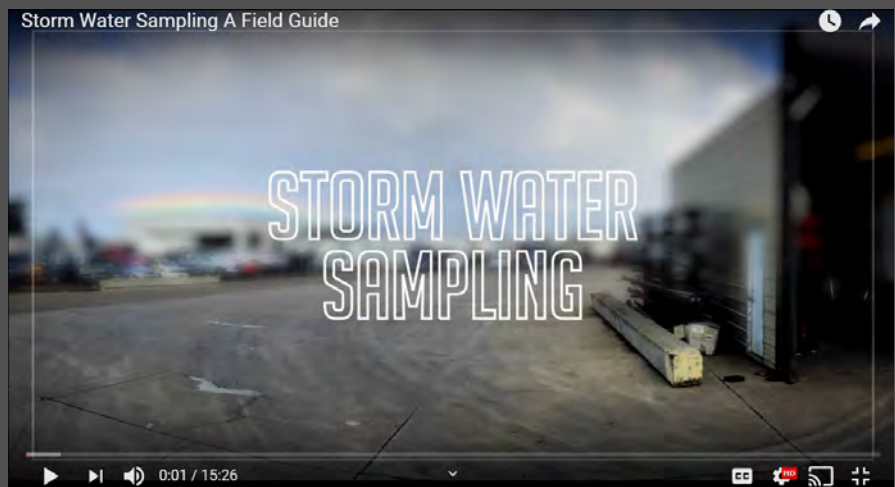 Storm Water Sampling A Field Guide
STORM WATER
SAMPLING
0:01 / 15:26
CC
HD